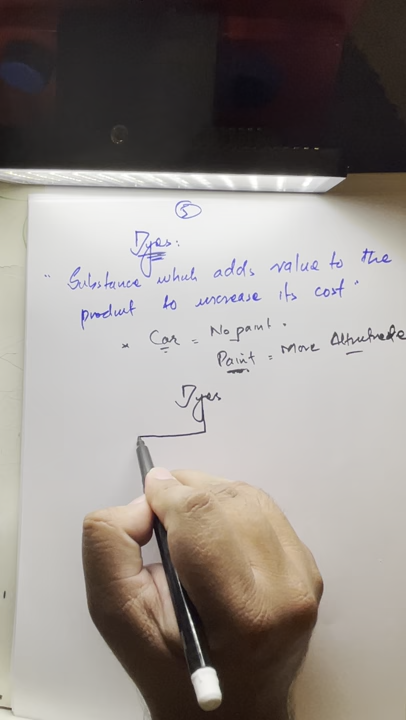 5
Dyes:
" Substance which adds value to the
product to increase its cost "
* Car = No paint.
Paint = More
Dyes